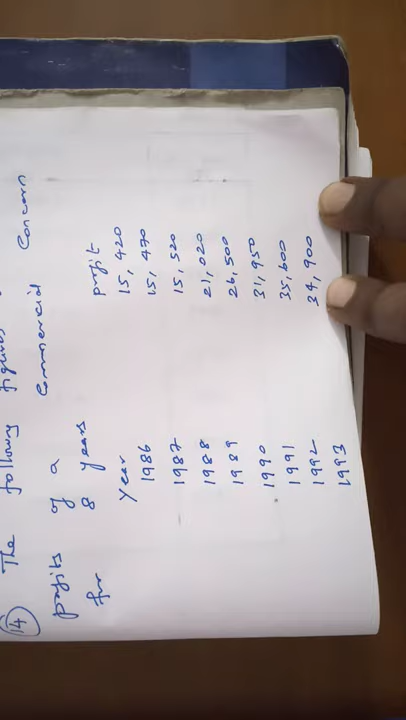 14 The following figures
profits of a Commercial Concern
for 8 years
Year profit
1986 15, 420
1987 15, 470
1988 15, 520
1989 21, 020
1990 26, 500
1991 31, 950
1992 35, 600
1993 34, 900